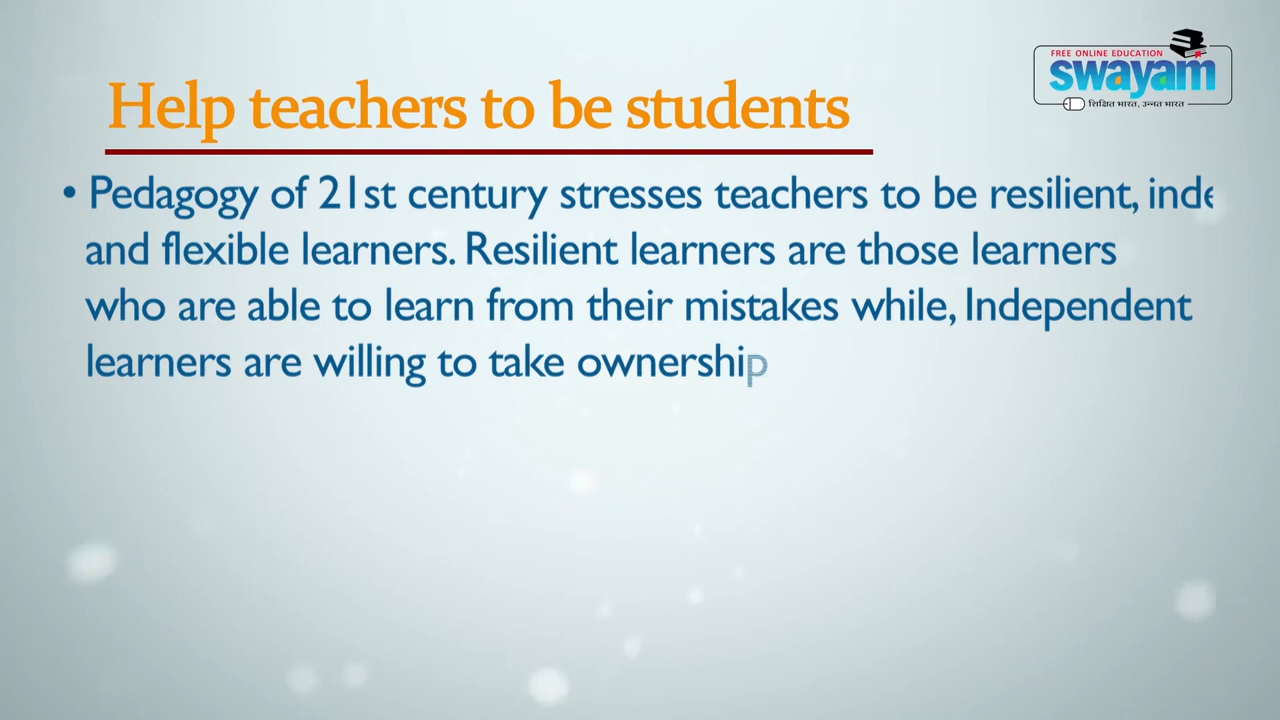 FREE ONLINE EDUCATION
swayam
शिक्षित भारत, उन्नत भारत
Help teachers to be students
• Pedagogy of 21st century stresses teachers to be resilient,
and flexible learners. Resilient learners are those learners
who are able to learn from their mistakes while, Independent
learners are willing to take ownership